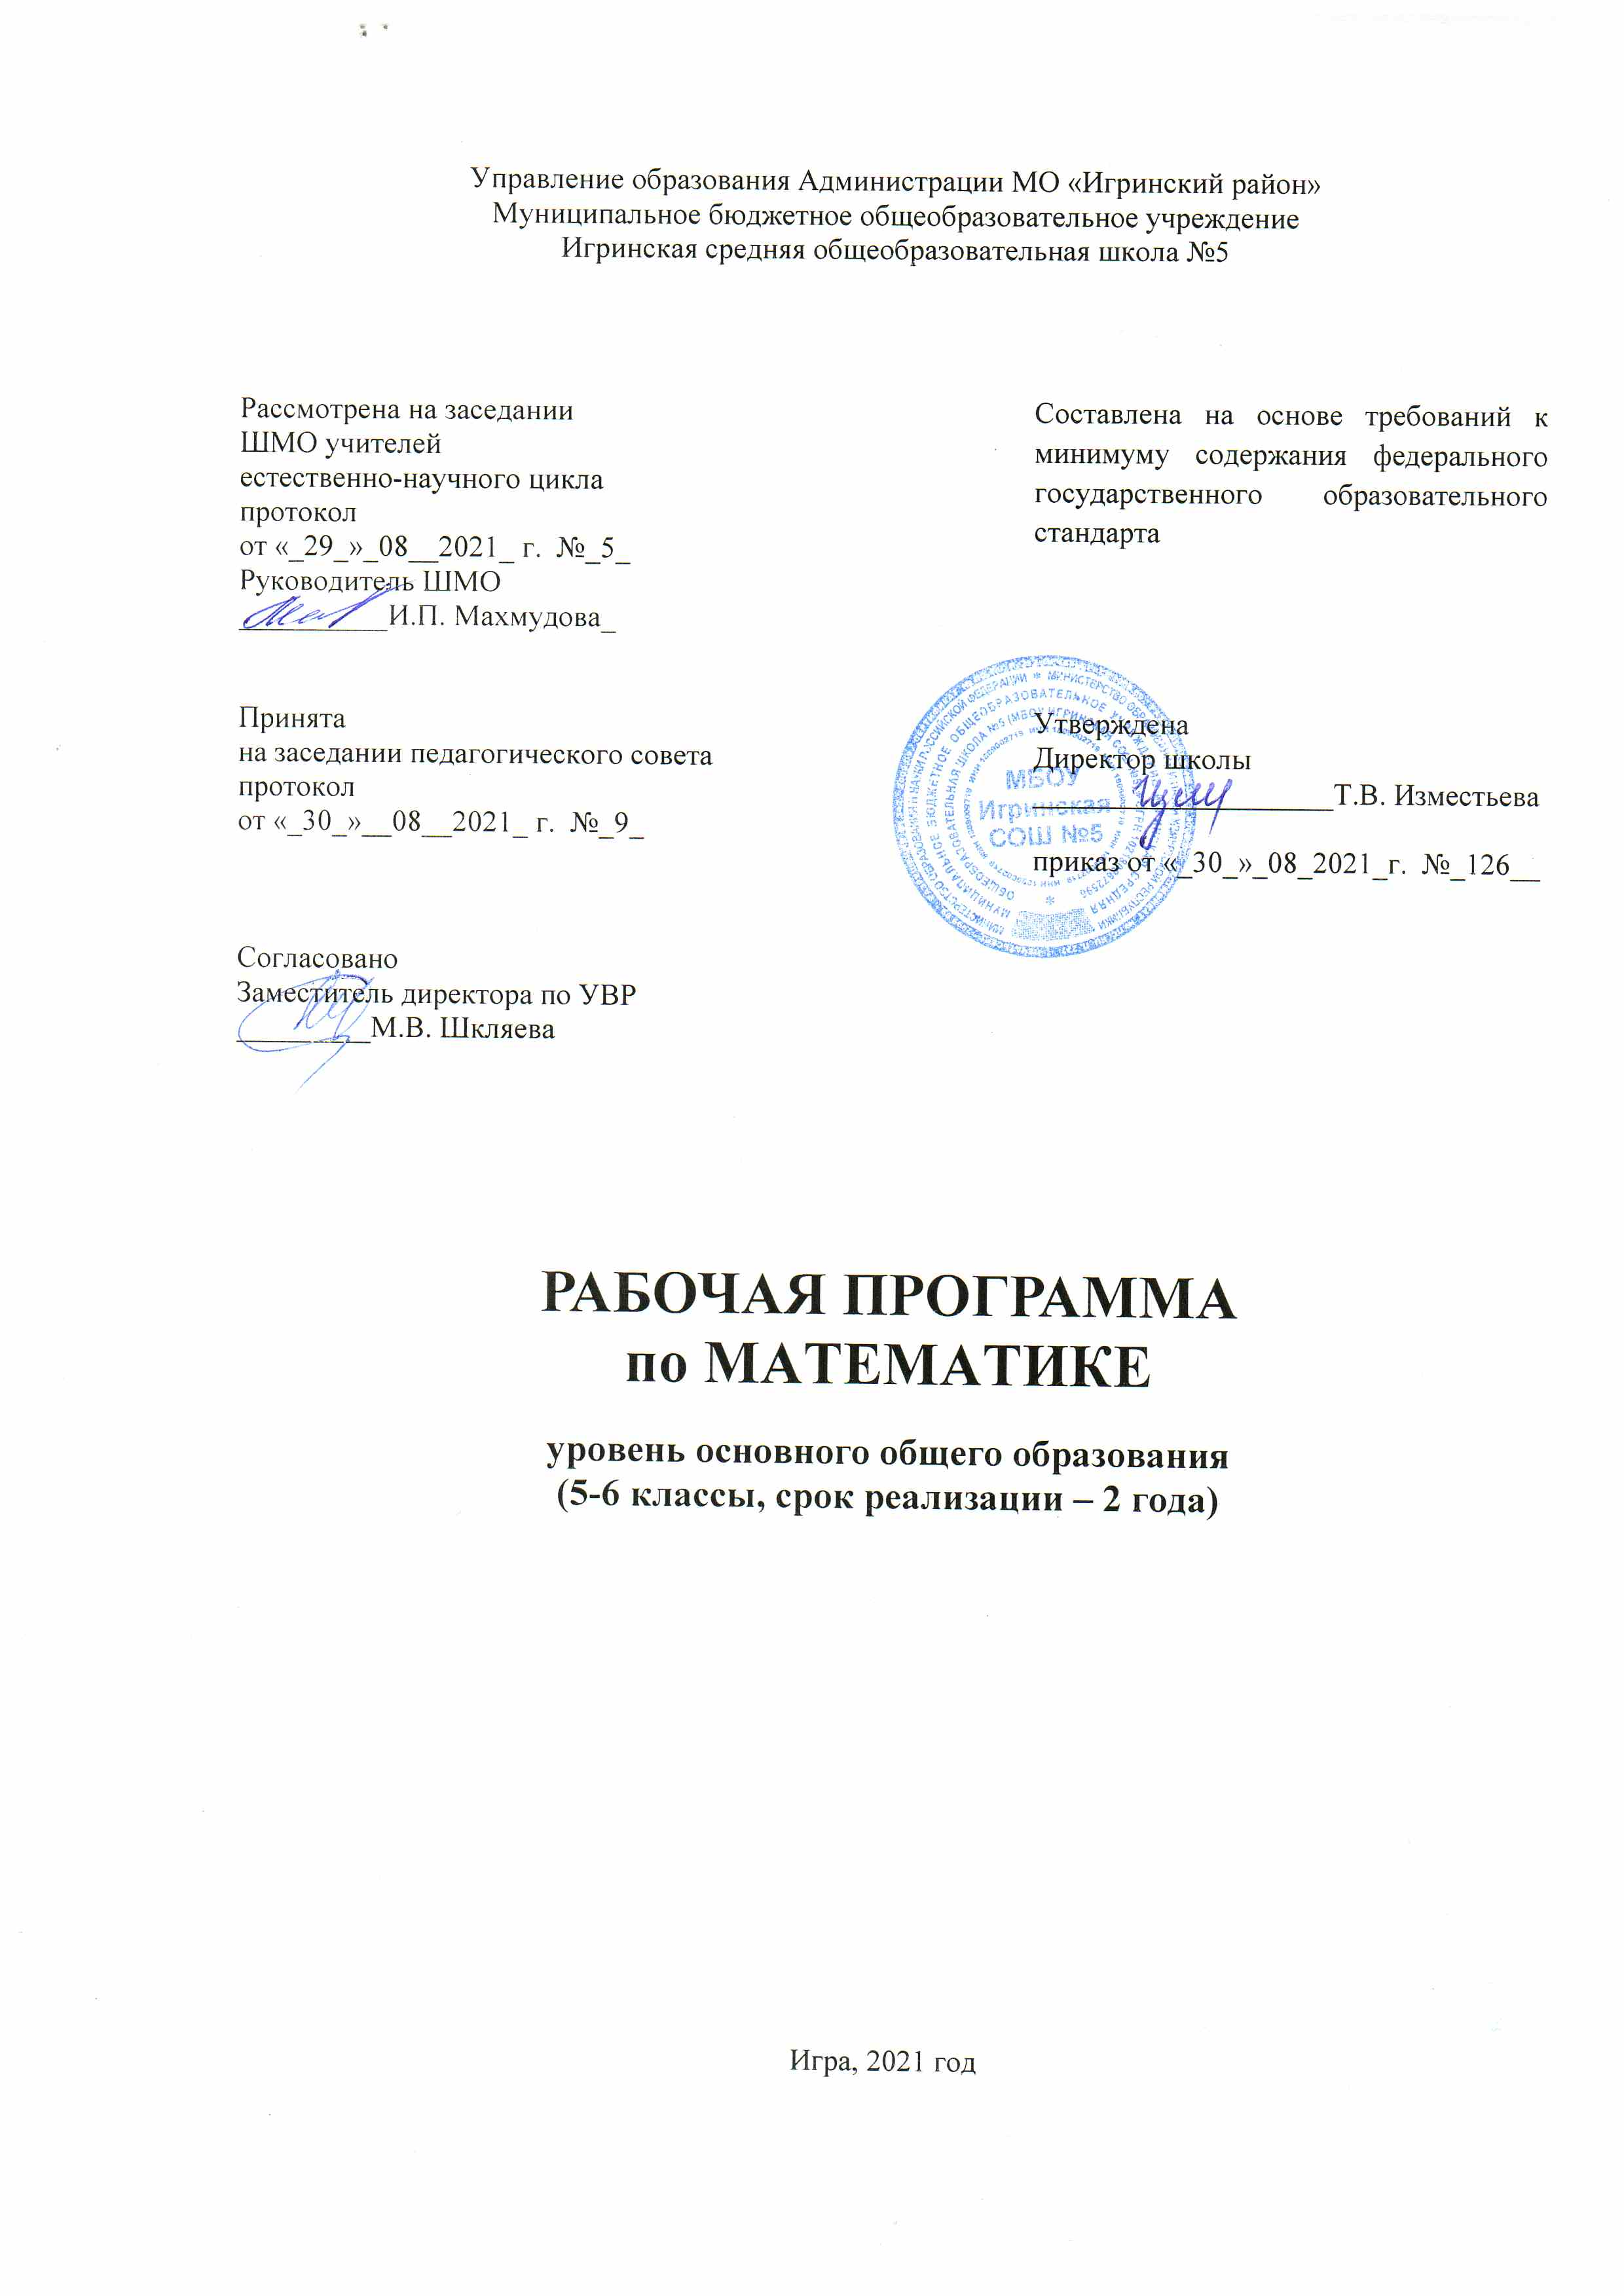 Управление образования Администрации МО «Игринский район»
Муниципальное бюджетное общеобразовательное учреждение
Игринская средняя общеобразовательная школа №5
Рассмотрена на заседании
ШМО учителей
естественно-научного цикла
протокол
от «_29_»_08__2021_ г. №_5_
Руководитель ШМО
__________И.П. Махмудова_
Составлена на основе требований к
минимуму содержания федерального
государственного образовательного
стандарта
Принята
на заседании педагогического совета
протокол
от «_30_»__08__2021_ г. №_9_
Утверждена
Директор школы
____________________Т.В. Изместьева
приказ от «_30_»_08_2021_г. №_126__
МБОУ
Игринская
СОШ №5
Согласовано
Заместитель директора по УВР
_________М.В. Шкляева
РАБОЧАЯ ПРОГРАММА
по МАТЕМАТИКЕ
уровень основного общего образования
(5-6 классы, срок реализации – 2 года)
Игра, 2021 год